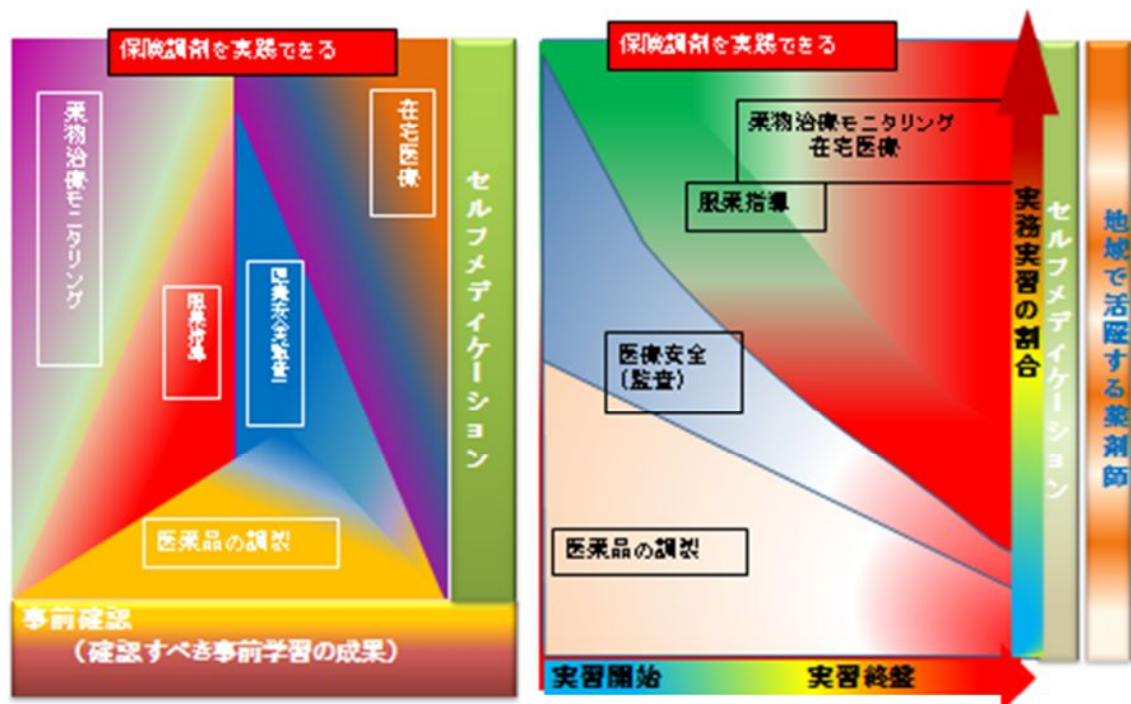 保険調剤を実践できる
薬物治療モニタリング
在宅医療
服薬指導
医療安全(監査)
医薬品の調製
セルフメディケーション
事前確認
(確認すべき事前学習の成果)
保険調剤を実践できる
薬物治療モニタリング
在宅医療
服薬指導
医療安全
(監査)
医薬品の調製
実習開始
実習終盤
実務実習の割合
セルフメディケーション
地域で活躍する薬剤師